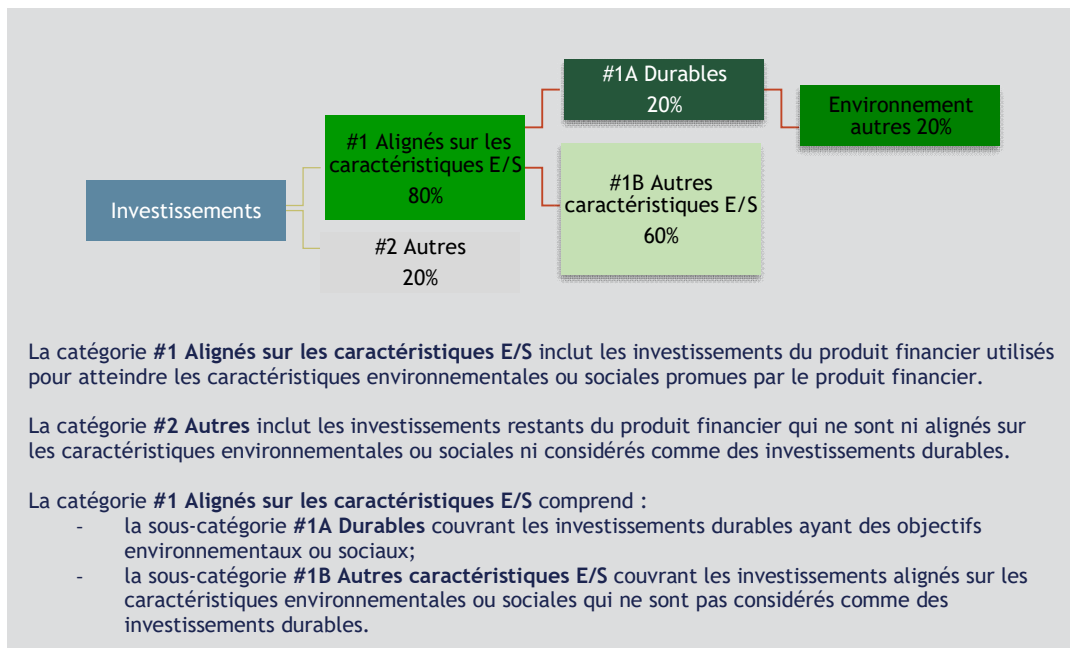 #1A Durables
20%
Environnement
autres 20%
#1 Alignés sur les
caractéristiques E/S
80%
#1B Autres
caractéristiques E/S
60%
Investissements
#2 Autres
20%
La catégorie #1 Alignés sur les caractéristiques E/S inclut les investissements du produit financier utilisés
pour atteindre les caractéristiques environnementales ou sociales promues par le produit financier.
La catégorie #2 Autres inclut les investissements restants du produit financier qui ne sont ni alignés sur
les caractéristiques environnementales ou sociales ni considérés comme des investissements durables.
La catégorie #1 Alignés sur les caractéristiques E/S comprend :
- la sous-catégorie #1A Durables couvrant les investissements durables ayant des objectifs
environnementaux ou sociaux;
- la sous-catégorie #1B Autres caractéristiques E/S couvrant les investissements alignés sur les
caractéristiques environnementales ou sociales qui ne sont pas considérés comme des
investissements durables.